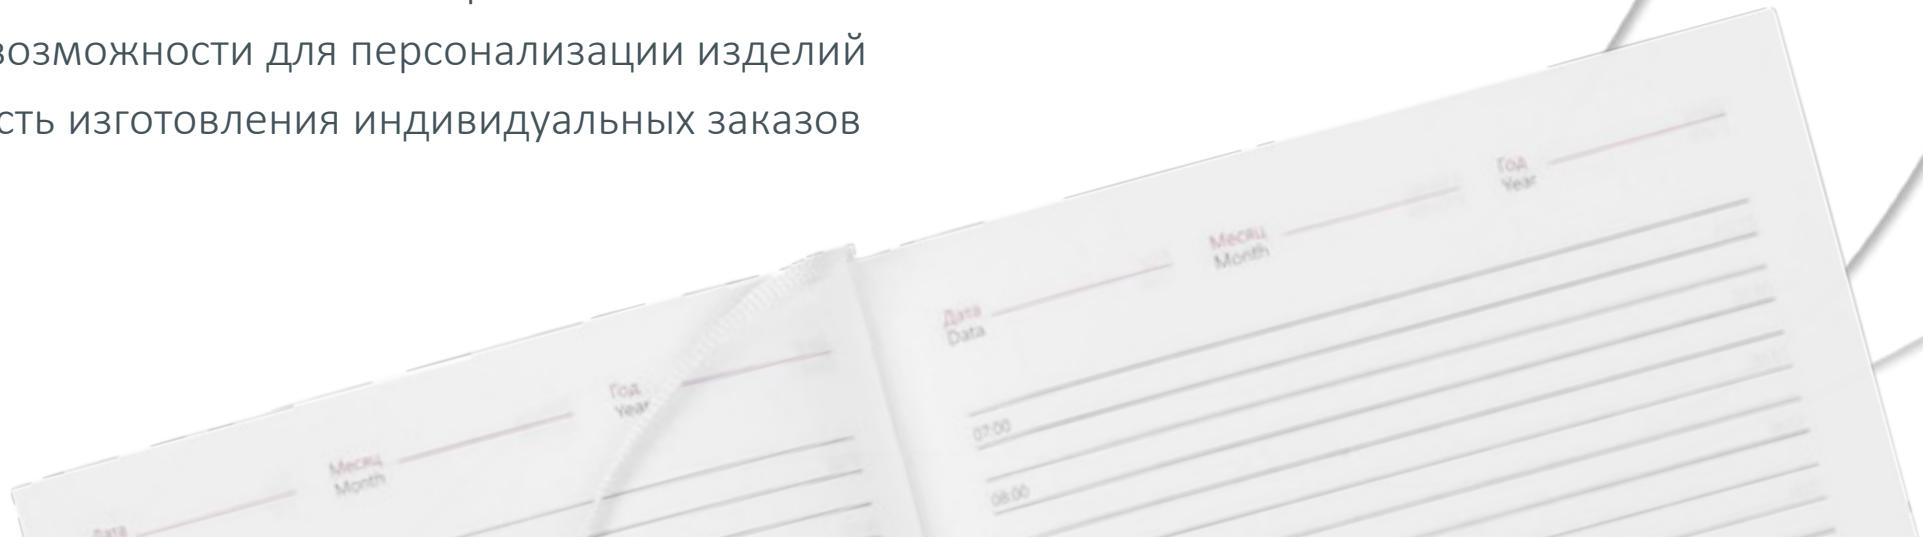 возможности для персонализации изделий
изготовления индивидуальных заказов
Год
Year
Месяц
Month
Дата
Data
Год
Year
07:00
Месяц
Month
08:00
Дата